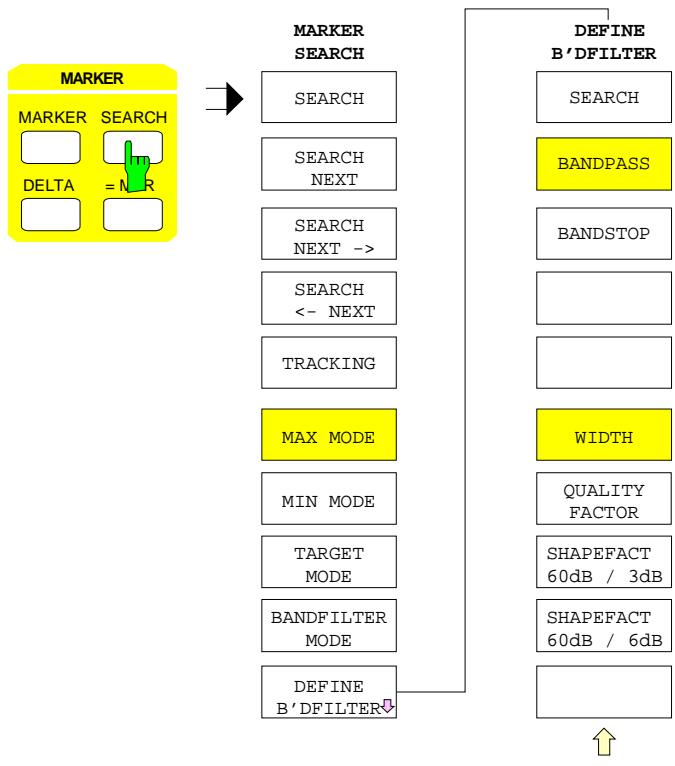 MARKER
MARKER SEARCH
DELTA = M R
MARKER
SEARCH
SEARCH
SEARCH
NEXT
SEARCH
NEXT ->
SEARCH
<- NEXT
TRACKING
MAX MODE
MIN MODE
TARGET
MODE
BANDFILTER
MODE
DEFINE
B'DFILTER
DEFINE
B'DFILTER
SEARCH
BANDPASS
BANDSTOP
WIDTH
QUALITY
FACTOR
SHAPEFACT
60dB / 3dB
SHAPEFACT
60dB / 6dB